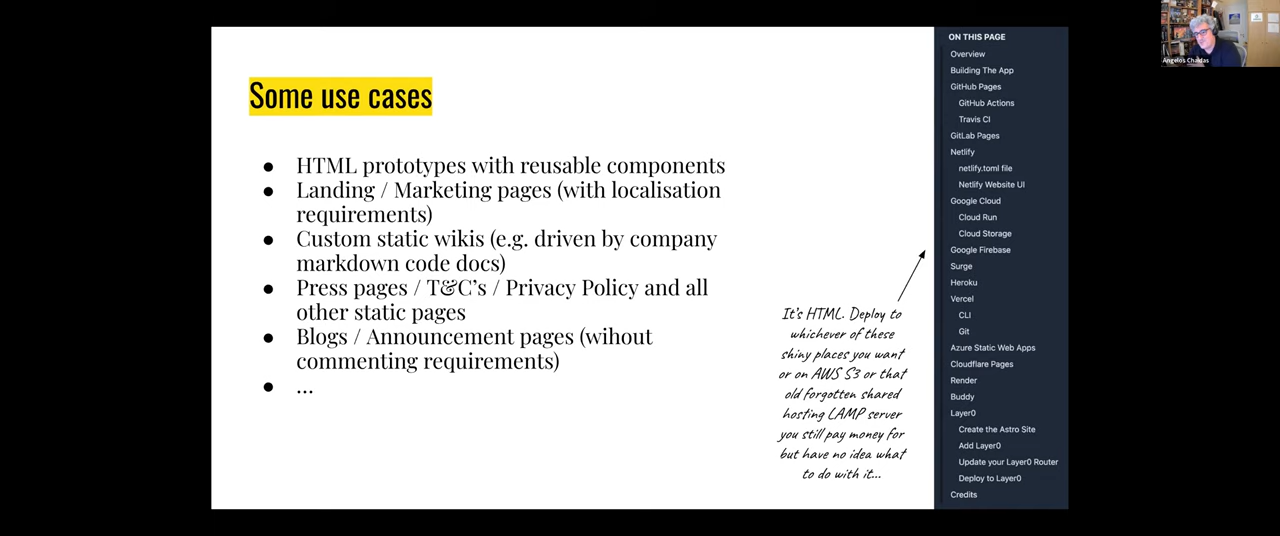 Some use cases
● HTML prototypes with reusable components
● Landing / Marketing pages (with localisation
requirements)
● Custom static wikis (e.g. driven by company
markdown code docs)
● Press pages / T&C's / Privacy Policy and all
other static pages
● Blogs / Announcement pages (wihout
commenting requirements)
● ...
It's HTML. Deploy to
whichever of these
shiny places you want
or on AWS S3 or that
old forgotten shared
hosting LAMP server
you still pay money for
but have no idea what
to do with it...
ON THIS PAGE
Overview
Building The App
GitHub Pages
GitHub Actions
Travis CI
GitLab Pages
Netlify
netlify.toml file
Netlify Website UI
Google Cloud
Cloud Run
Cloud Storage
Google Firebase
Surge
Heroku
Vercel
CLI
Git
Azure Static Web Apps
Cloudflare Pages
Render
Buddy
Layer0
Create the Astro Site
Add Layer0
Update your Layer0 Router
Deploy to Layer0
Credits
Angelos Chaidas